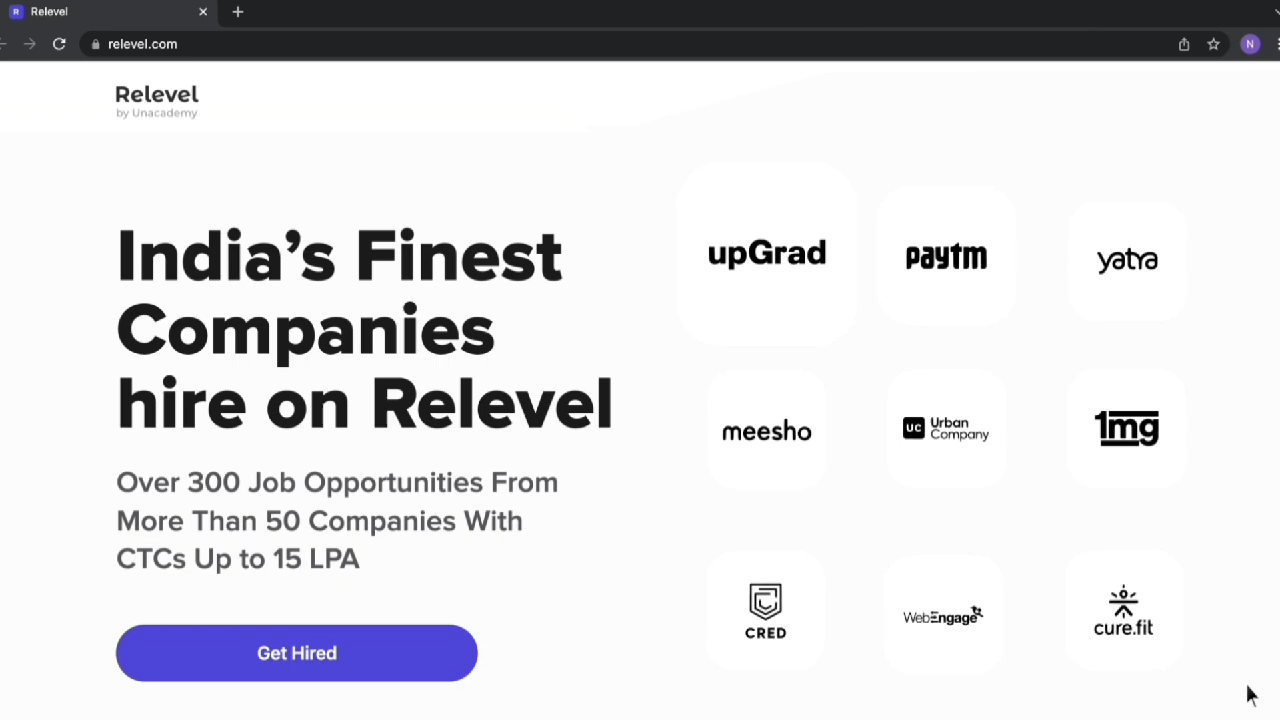 R Relevel
relevel.com
N
Relevel
by Unacademy
India's Finest
Companies
hire on Relevel
Over 300 Job Opportunities From
More Than 50 Companies With
CTCs Up to 15 LPA
Get Hired
upGrad
paytm
yatra
meesho
UC Urban
Company
1mg
CRED
WebEngage
cure.fit